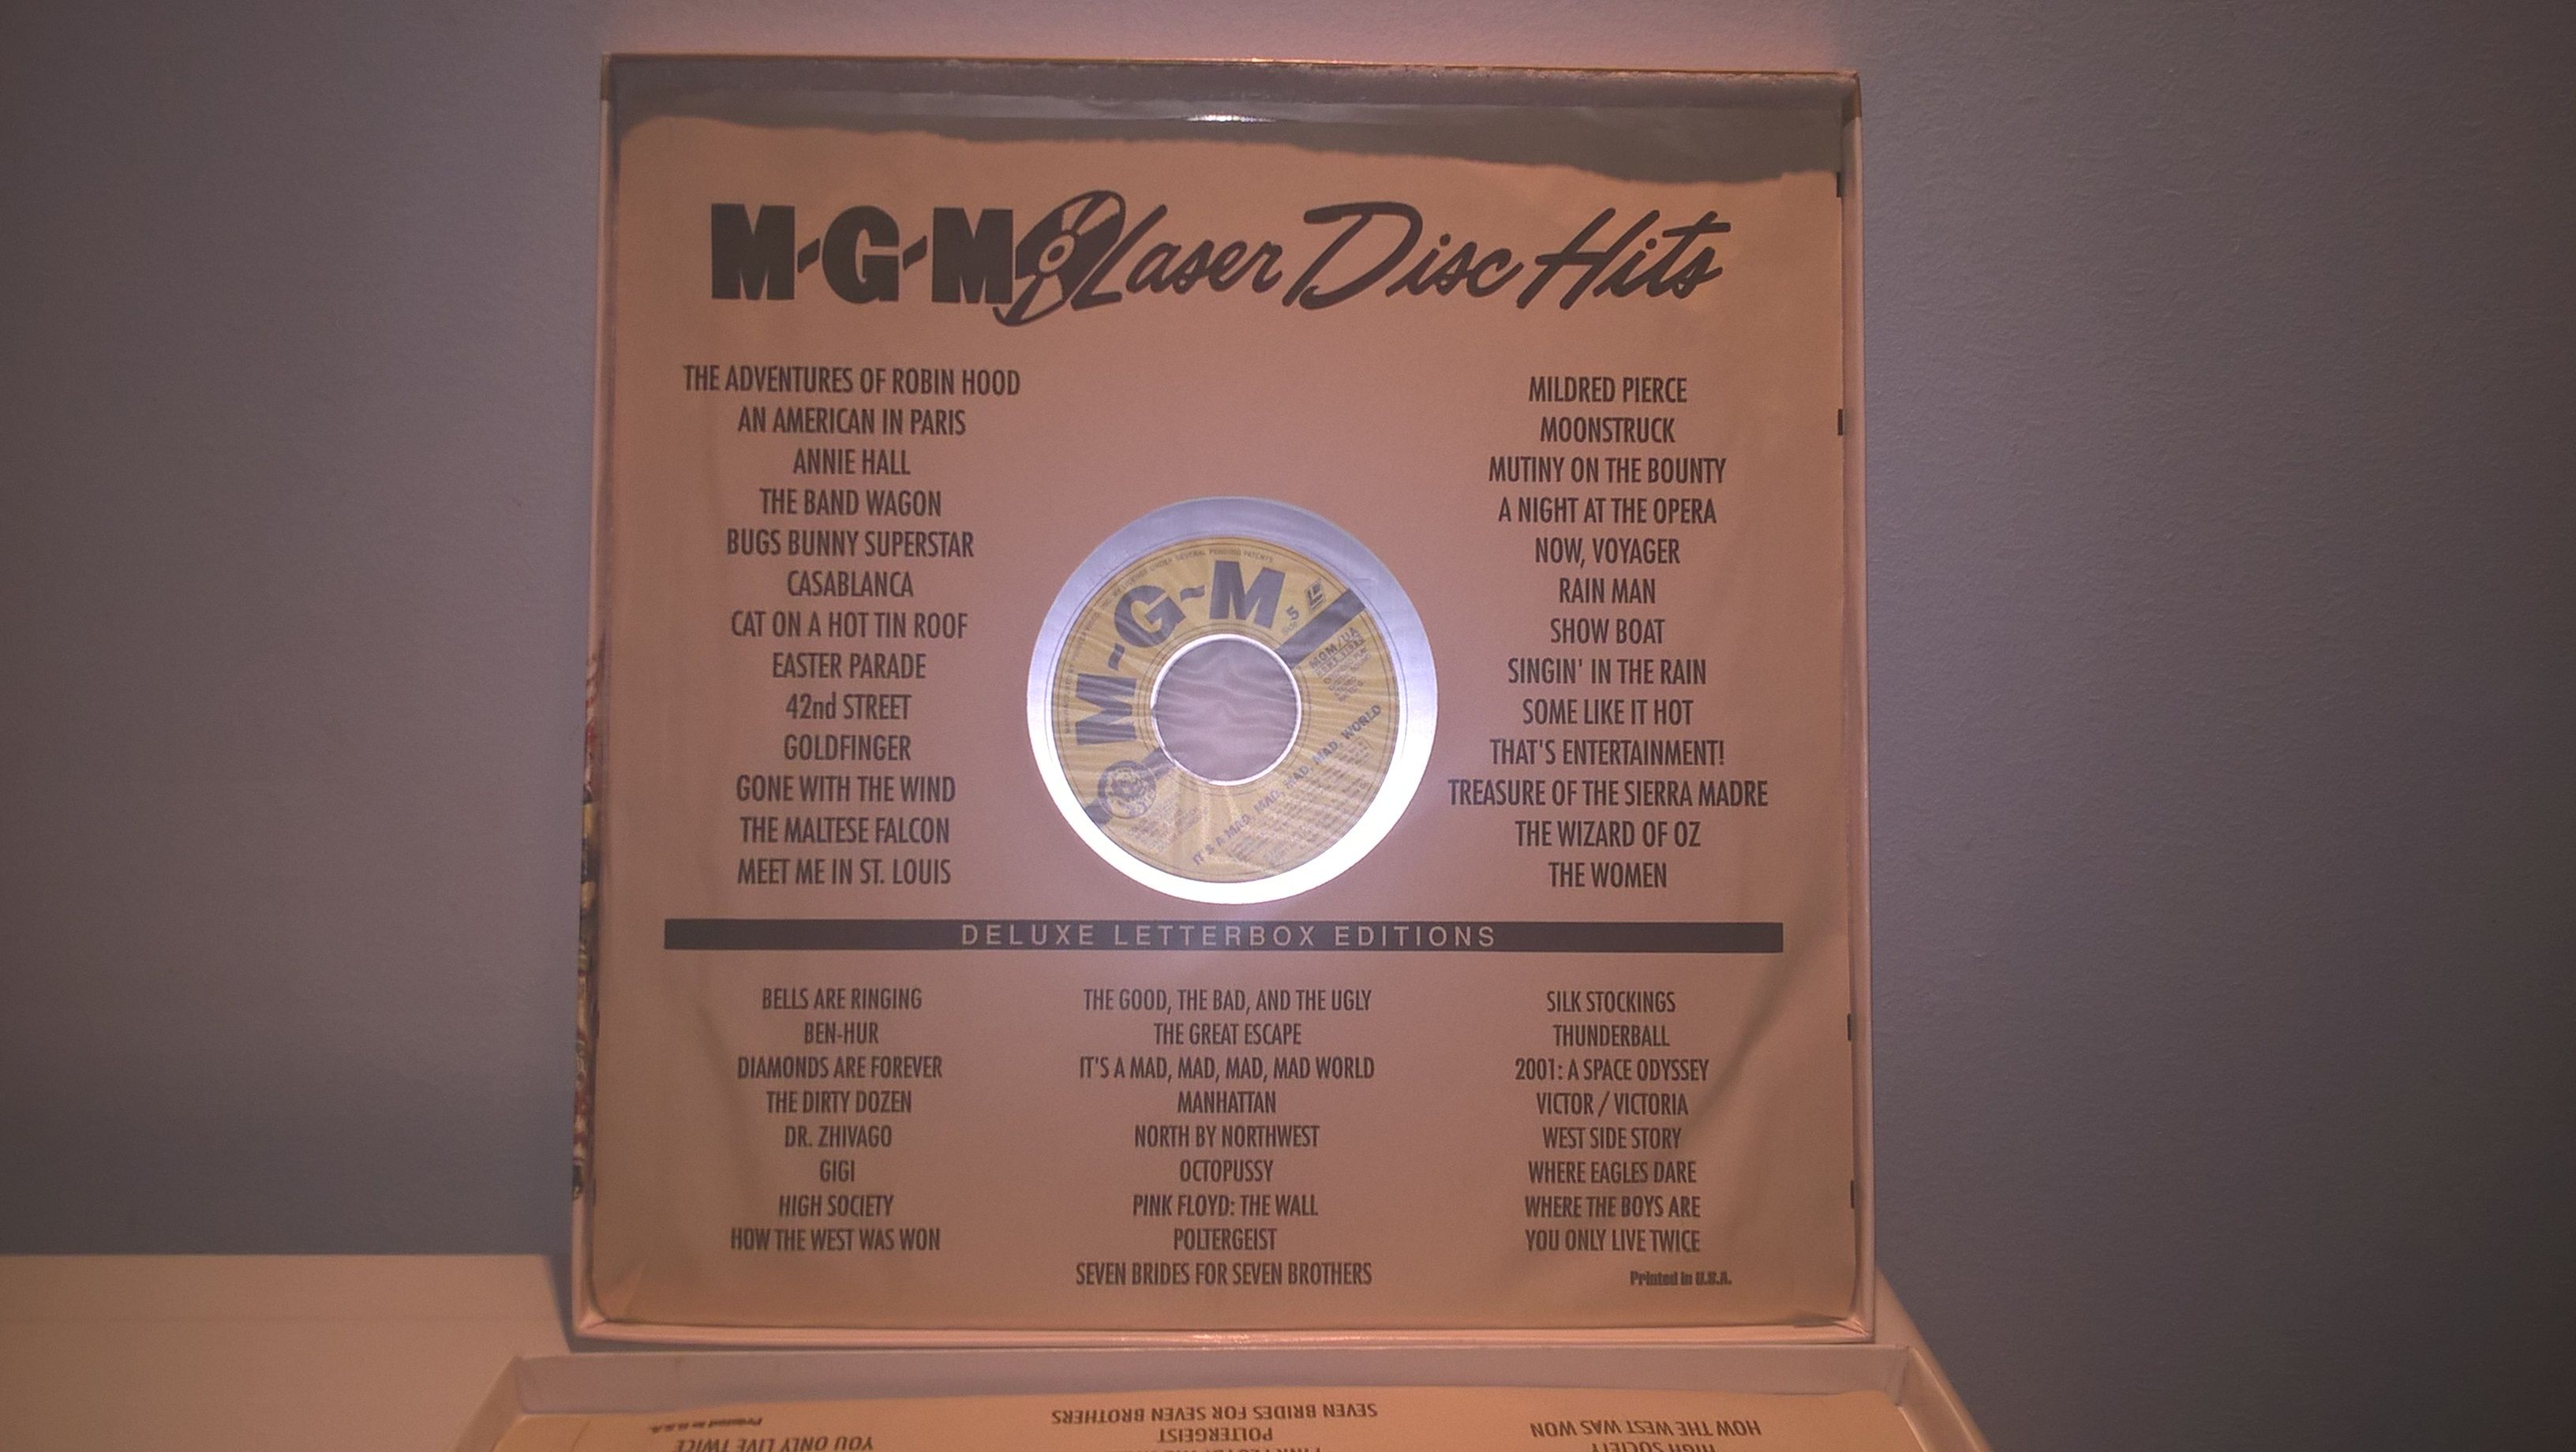 M-G-M Laser Disc Hits
THE ADVENTURES OF ROBIN HOOD
AN AMERICAN IN PARIS
ANNIE HALL
THE BAND WAGON
BUGS BUNNY SUPERSTAR
CASABLANCA
CAT ON A HOT TIN ROOF
EASTER PARADE
42nd STREET
GOLDFINGER
GONE WITH THE WIND
THE MALTESE FALCON
MEET ME IN ST. LOUIS
M-G-M
5
Side
MGM/UA
IT'S A MAD, MAD, MAD, MAD, WORLD
MILDRED PIERCE
MOONSTRUCK
MUTINY ON THE BOUNTY
A NIGHT AT THE OPERA
NOW, VOYAGER
RAIN MAN
SHOW BOAT
SINGIN' IN THE RAIN
SOME LIKE IT HOT
THAT'S ENTERTAINMENT!
TREASURE OF THE SIERRA MADRE
THE WIZARD OF OZ
THE WOMEN
DELUXE LETTERBOX EDITIONS
BELLS ARE RINGING
BEN-HUR
DIAMONDS ARE FOREVER
THE DIRTY DOZEN
DR. ZHIVAGO
GIGI
HIGH SOCIETY
HOW THE WEST WAS WON
THE GOOD, THE BAD, AND THE UGLY
THE GREAT ESCAPE
IT'S A MAD, MAD, MAD, MAD WORLD
MANHATTAN
NORTH BY NORTHWEST
OCTOPUSSY
PINK FLOYD: THE WALL
POLTERGEIST
SEVEN BRIDES FOR SEVEN BROTHERS
SILK STOCKINGS
THUNDERBALL
2001: A SPACE ODYSSEY
VICTOR / VICTORIA
WEST SIDE STORY
WHERE EAGLES DARE
WHERE THE BOYS ARE
YOU ONLY LIVE TWICE
Printed in U.S.A.
HIGH SOCIETY
HOW THE WEST WAS WON
POLTERGEIST
SEVEN BRIDES FOR SEVEN BROTHERS
YOU ONLY LIVE TWICE
Printed in U.S.A.